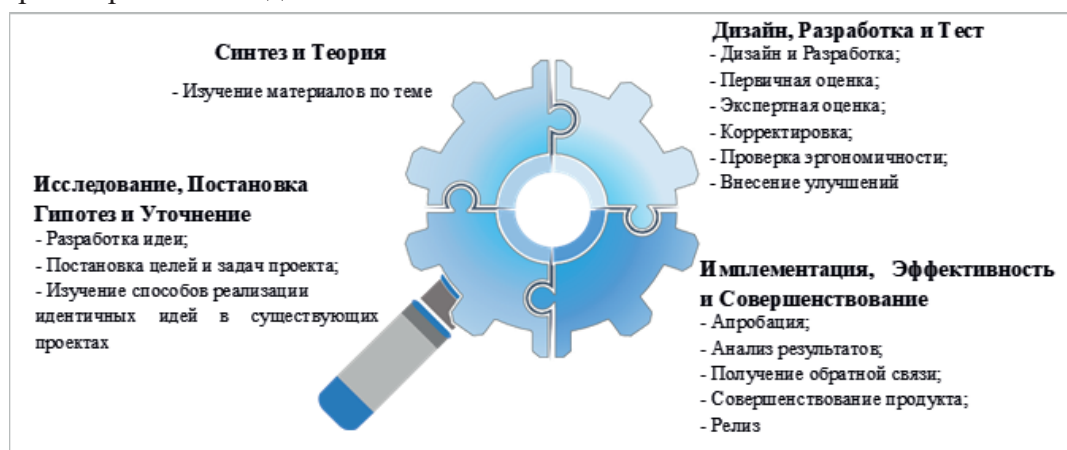 Синтез и Теория
- Изучение материалов по теме
Исследование, Постановка
Гипотез и Уточнение
- Разработка идеи;
- Постановка целей и задач проекта;
- Изучение способов реализации
идентичных идей в существующих
проектах
Дизайн, Разработка и Тест
- Дизайн и Разработка;
- Первичная оценка;
- Экспертная оценка;
- Корректировка;
- Проверка эргономичности;
- Внесение улучшений
Имплементация, Эффективность
и Совершенствование
- Апробация;
- Анализ результатов;
- Получение обратной связи;
- Совершенствование продукта;
- Релиз